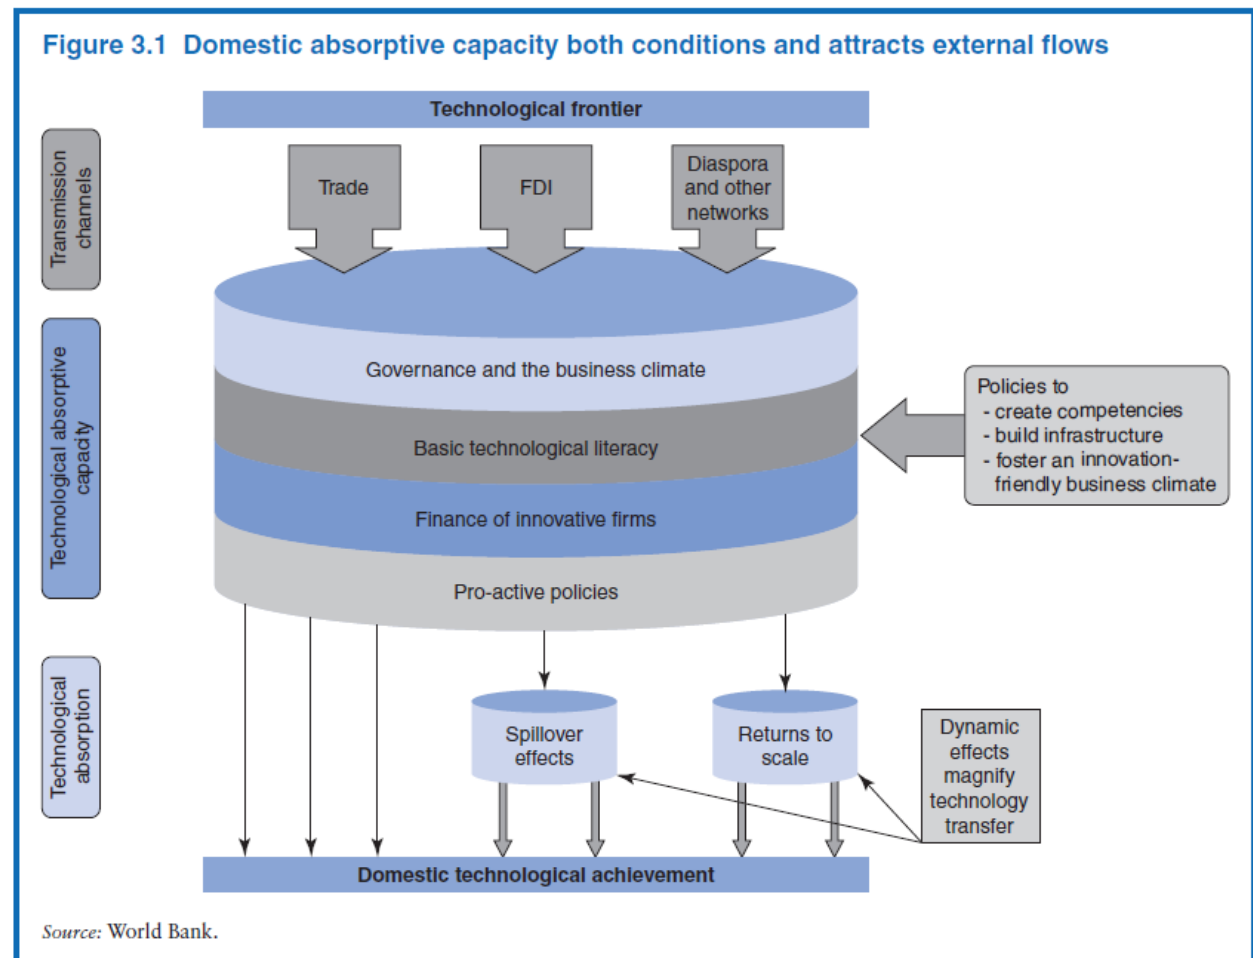 Figure 3.1 Domestic absorptive capacity both conditions and attracts external flows
Technological frontier
Transmission
channels
Trade
FDI
Diaspora
and other
networks
Technological absorptive
capacity
Governance and the business climate
Basic technological literacy
Finance of innovative firms
Pro-active policies
Policies to
- create competencies
- build infrastructure
- foster an innovation-
friendly business climate
Technological
absorption
Spillover
effects
Returns to
scale
Dynamic
effects
magnify
technology
transfer
Domestic technological achievement
Source: World Bank.